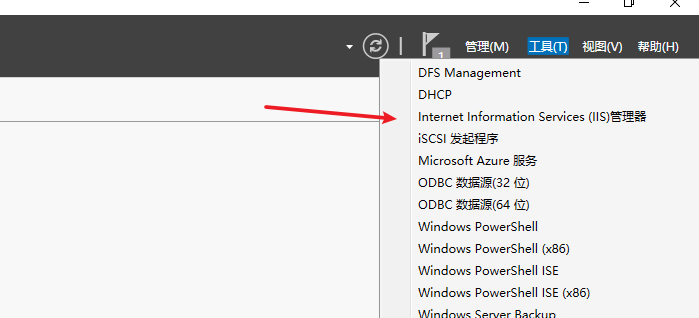 1 管理(M) 工具(T) 视图(V) 帮助(H)
DFS Management
DHCP
Internet Information Services (IIS)管理器
iSCSI 发起程序
Microsoft Azure 服务
ODBC 数据源(32 位)
ODBC 数据源(64 位)
Windows PowerShell
Windows PowerShell (x86)
Windows PowerShell ISE
Windows PowerShell ISE (x86)
Windows Server Backup